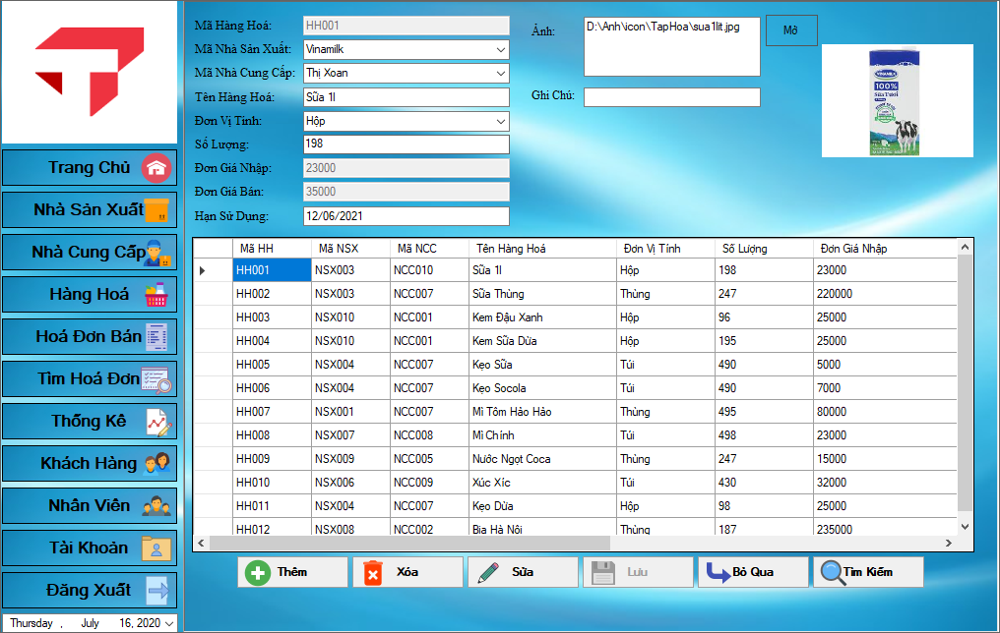 Trang Chủ
Nhà Sản Xuất
Nhà Cung Cấp
Hàng Hoá
Hoá Đơn Bán
Tìm Hoá Đơn
Thống Kê
Khách Hàng
Nhân Viên
Tài Khoản
Đăng Xuất
Thursday , July 16, 2020
Mã Hàng Hoá: HH001
Mã Nhà Sản Xuất: Vinamilk
Mã Nhà Cung Cấp: Thị Xoan
Tên Hàng Hoá: Sữa 1l
Đơn Vị Tính: Hộp
Số Lượng: 198
Đơn Giá Nhập: 23000
Đơn Giá Bán: 35000
Hạn Sử Dụng: 12/06/2021
Ảnh: D:\Anh\icon\TapHoa\sua1lit.jpg Mở
Ghi Chú:
VINAMILK
100%
Sữa Tươi
Mã HH Mã NSX Mã NCC Tên Hàng Hoá Đơn Vị Tính Số Lượng Đơn Giá Nhập
HH001 NSX003 NCC010 Sữa 1l Hộp 198 23000
HH002 NSX003 NCC007 Sữa Thùng Thùng 247 220000
HH003 NSX010 NCC001 Kem Đậu Xanh Hộp 96 25000
HH004 NSX010 NCC001 Kem Sữa Dừa Hộp 195 25000
HH005 NSX004 NCC007 Kẹo Sữa Túi 490 5000
HH006 NSX004 NCC007 Kẹo Socola Túi 490 7000
HH007 NSX001 NCC007 Mì Tôm Hảo Hảo Thùng 495 80000
HH008 NSX007 NCC008 Mì Chính Túi 498 23000
HH009 NSX009 NCC005 Nước Ngọt Coca Thùng 247 15000
HH010 NSX006 NCC009 Xúc Xíc Túi 430 32000
HH011 NSX004 NCC007 Kẹo Dừa Hộp 98 25000
HH012 NSX008 NCC002 Bia Hà Nôi Thùng 187 235000
Thêm Xóa Sửa Lưu Bỏ Qua Tìm Kiếm